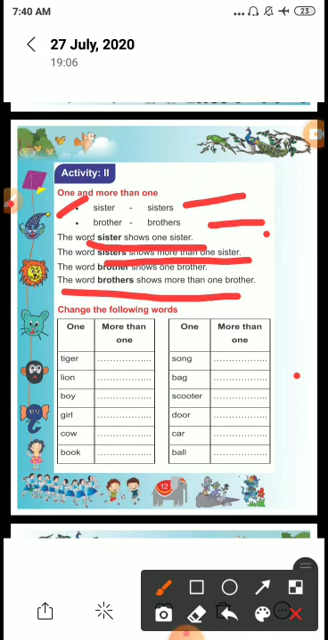 7:40 AM
23
27 July, 2020
19:06
Activity: II
One and more than one
• sister - sisters
• brother - brothers
The word sister shows one sister.
The word sisters shows more than one sister.
The word brother shows one brother.
The word brothers shows more than one brother.
Change the following words
One More than one One More than one
tiger .................. song ..................
lion .................. bag ..................
boy .................. scooter ..................
girl .................. door ..................
cow .................. car ..................
book .................. ball ..................
12